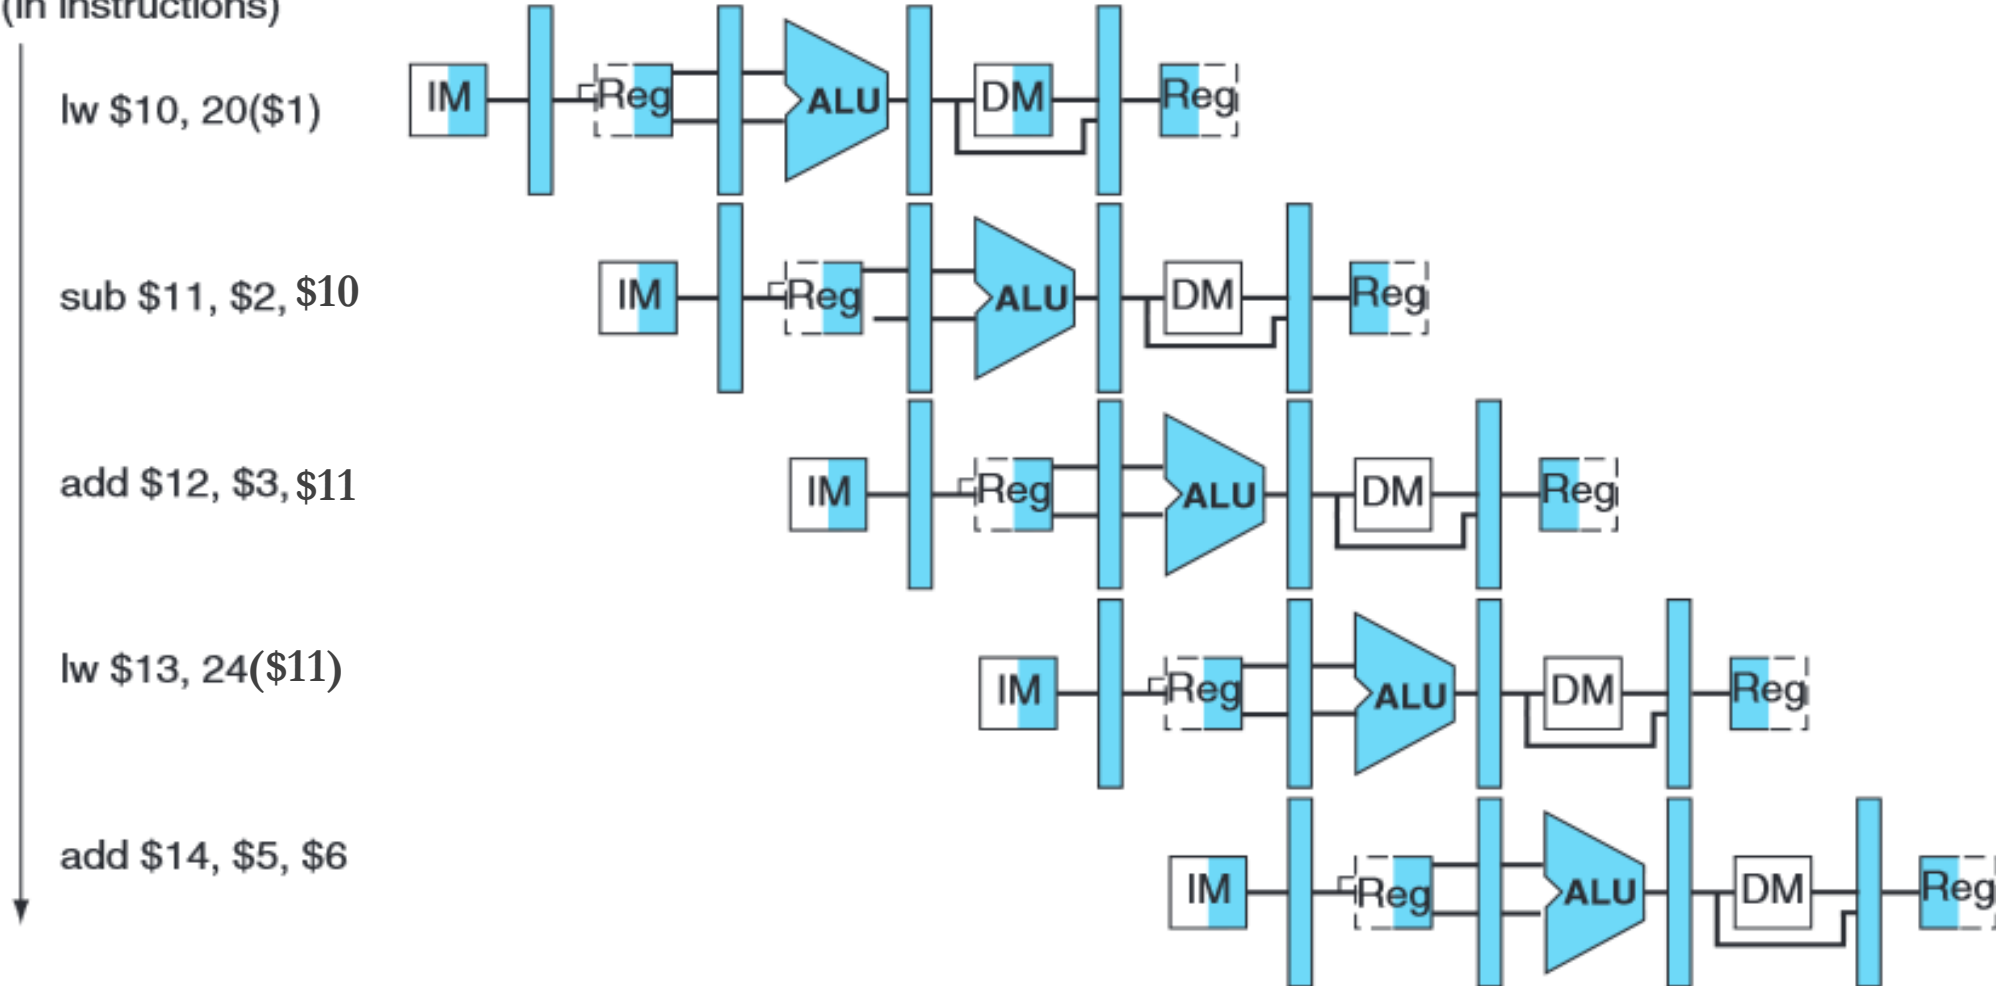 (in instructions)
lw $10, 20($1) IM Reg ALU DM Reg
sub $11, $2, $10 IM Reg ALU DM Reg
add $12, $3, $11 IM Reg ALU DM Reg
lw $13, 24($11) IM Reg ALU DM Reg
add $14, $5, $6 IM Reg ALU DM Reg